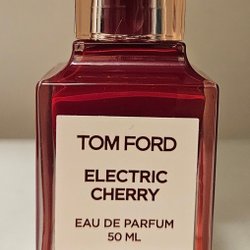 TOM FORD
ELECTRIC
CHERRY
EAU DE PARFUM
50 ML